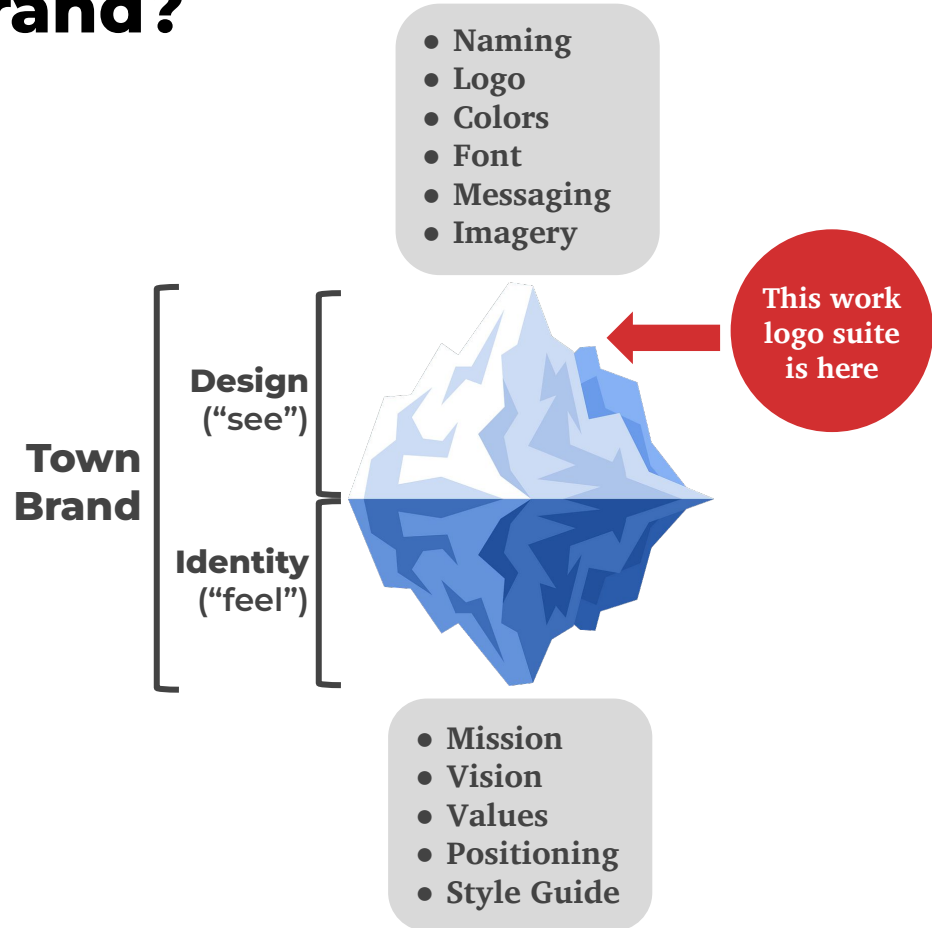 rand?
● Naming
● Logo
● Colors
● Font
● Messaging
● Imagery
This work
logo suite
is here
Design
(“see”)
Town
Brand
Identity
(“feel”)
● Mission
● Vision
● Values
● Positioning
● Style Guide